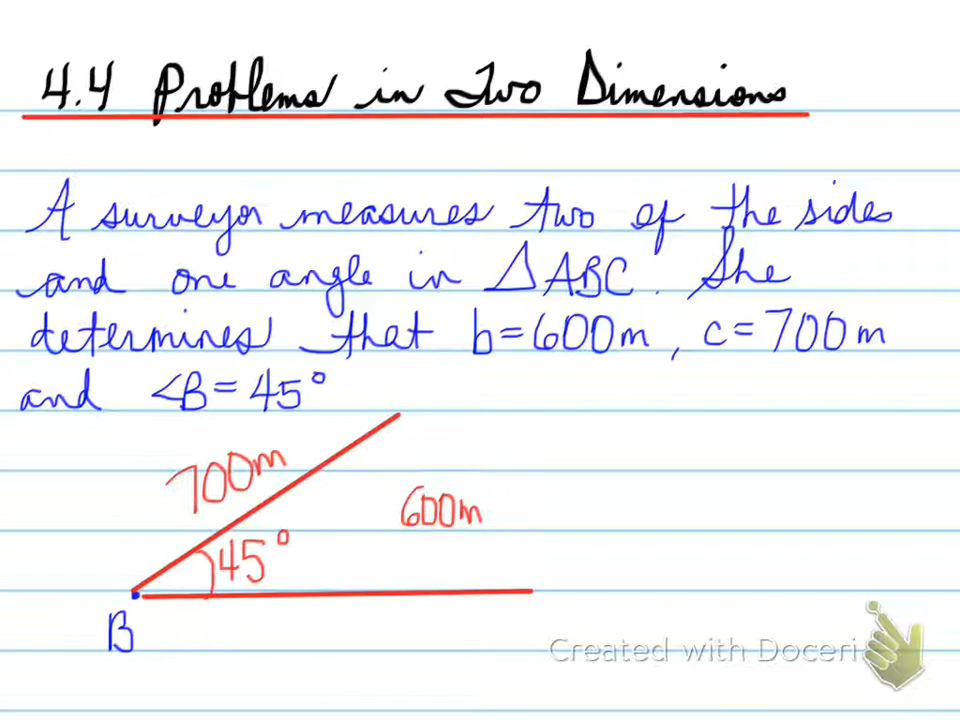 4.4 Problems in Two Dimensions
A surveyor measures two of the sides
and one angle in △ABC. She
determines that b=600m, c=700m
and ∠B=45°
700m
600m
45°
B
Created with Doceri